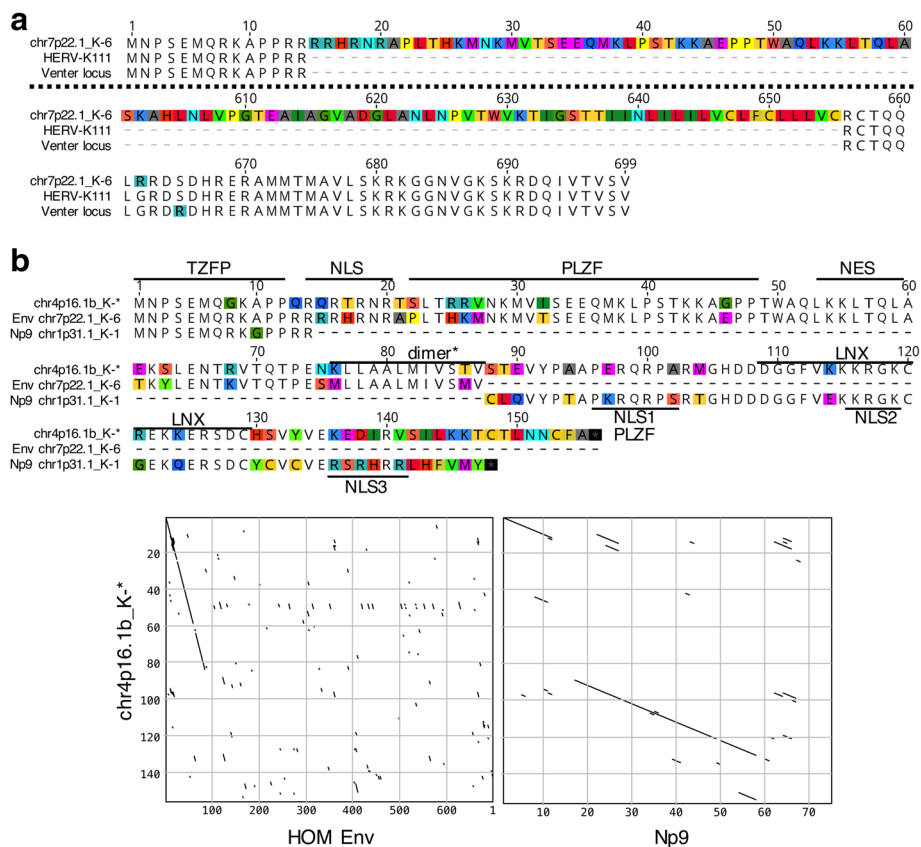 a
1 10 20 30 40 50 60
chr7p22.1_K-6 MNPSEMQRKAPPRRRRHRNRAPLTHKMNKMVTSEEQMKLPSTKKAEPPTWAQLKKLTQLA
HERV-K111 MNPSEMQRKAPPRR
Venter locus MNPSEMQRKAPPRR
610 620 630 640 650 660
chr7p22.1_K-6 SKAHLNLVPGTEAIAGVADGLANLNPVTWVKTIGSTTIINLILILVCLFCLLLVCRCTQQ
HERV-K111 RCTQQ
Venter locus RCTQQ
670 680 690 699
chr7p22.1_K-6 LRRDSDHRERAMMTMAVLSKRKGGNVGKSKRDQIVTVSV
HERV-K111 LGRDSDHRERAMMTMAVLSKRKGGNVGKSKRDQIVTVSV
Venter locus LGRDRDHRERAMMTMAVLSKRKGGNVGKSKRDQIVTVSV
b
TZFP NLS PLZF NES
1 10 20 30 40 50 60
chr4p16.1b_K-* MNPSEMQGKAPPQRQRTRNRTSLTRRVNKMVISEEQMKLPSTKKAGPPTWAQLKKLTQLA
Env chr7p22.1_K-6 MNPSEMQRKAPPRRRRHRNRAPLTHKMNKMVTSEEQMKLPSTKKAEPPTWAQLKKLTQLA
Np9 chr1p31.1_K-1 MNPSEMQRKGPPRR
70 80 dimer* 90 100 110 LNX 120
chr4p16.1b_K-* EKSLENTRVTQTPENKLLAALMIVSTVSTEVYPAAPERQRPARMGHDDDGGFVKKKRGKC
Env chr7p22.1_K-6 TKYLENTKVTQTPESMLLAALMIVSMV
Np9 chr1p31.1_K-1 CLQVYPTAPKRQRPSRTGHDDDGGFVEKKRGKC
LNX 130 140 150 NLS1 NLS2
chr4p16.1b_K-* REKKERSDCHSVYVEKEDIRVSILKKTCTLNNCFA* PLZF
Env chr7p22.1_K-6
Np9 chr1p31.1_K-1 GEKQERSDCYCVCVERSRHRRLHFVMY*
NLS3
chr4p16.1b_K-*
20
40
60
80
100
120
140
100 200 300 400 500 600 1
HOM Env
10 20 30 40 50 60 70
Np9